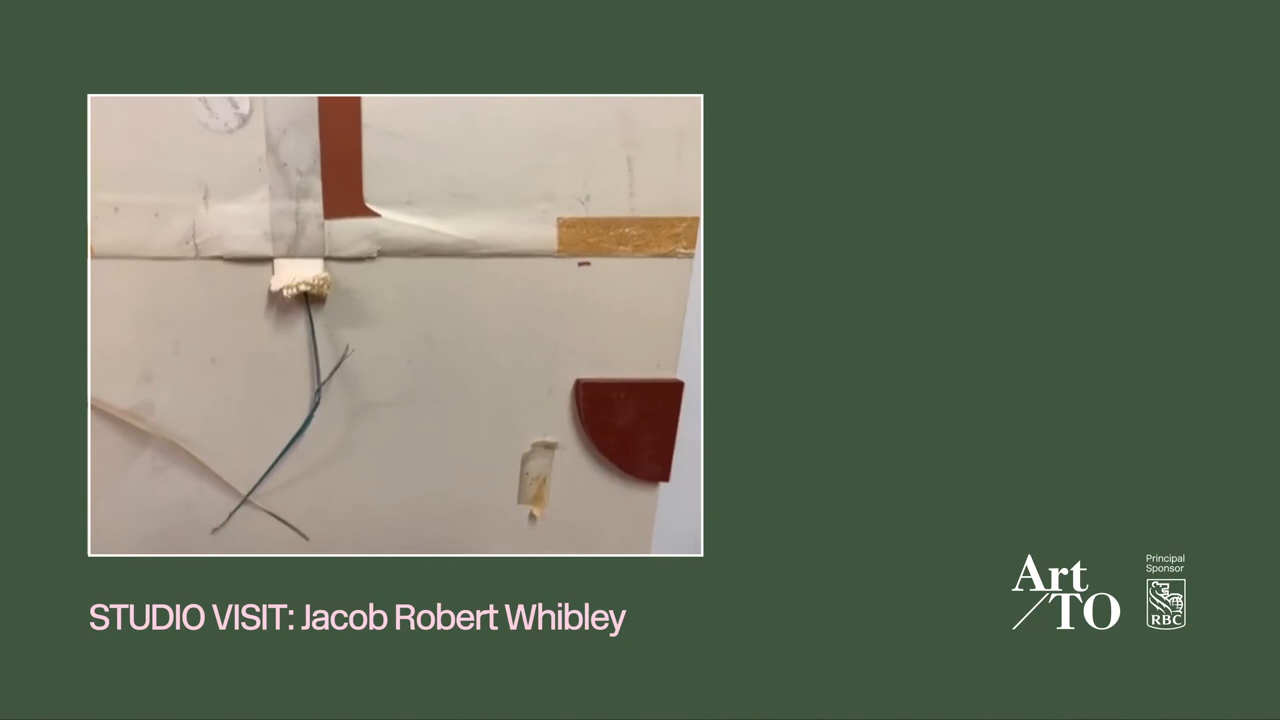 STUDIO VISIT: Jacob Robert Whibley
Art
/TO
Principal
Sponsor
RBC